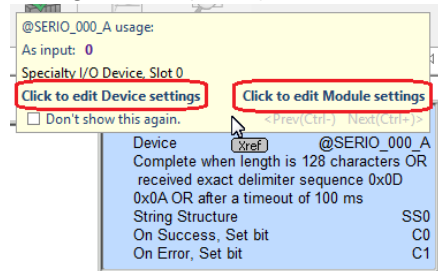 @SERIO_000_A usage:
As input: 0
Specialty I/O Device, Slot 0
Click to edit Device settings Click to edit Module settings
Don't show this again. <Prev(Ctrl-) Next(Ctrl+)>
Device Xref @SERIO_000_A
Complete when length is 128 characters OR
received exact delimiter sequence 0x0D
0x0A OR after a timeout of 100 ms
String Structure SS0
On Success, Set bit C0
On Error, Set bit C1